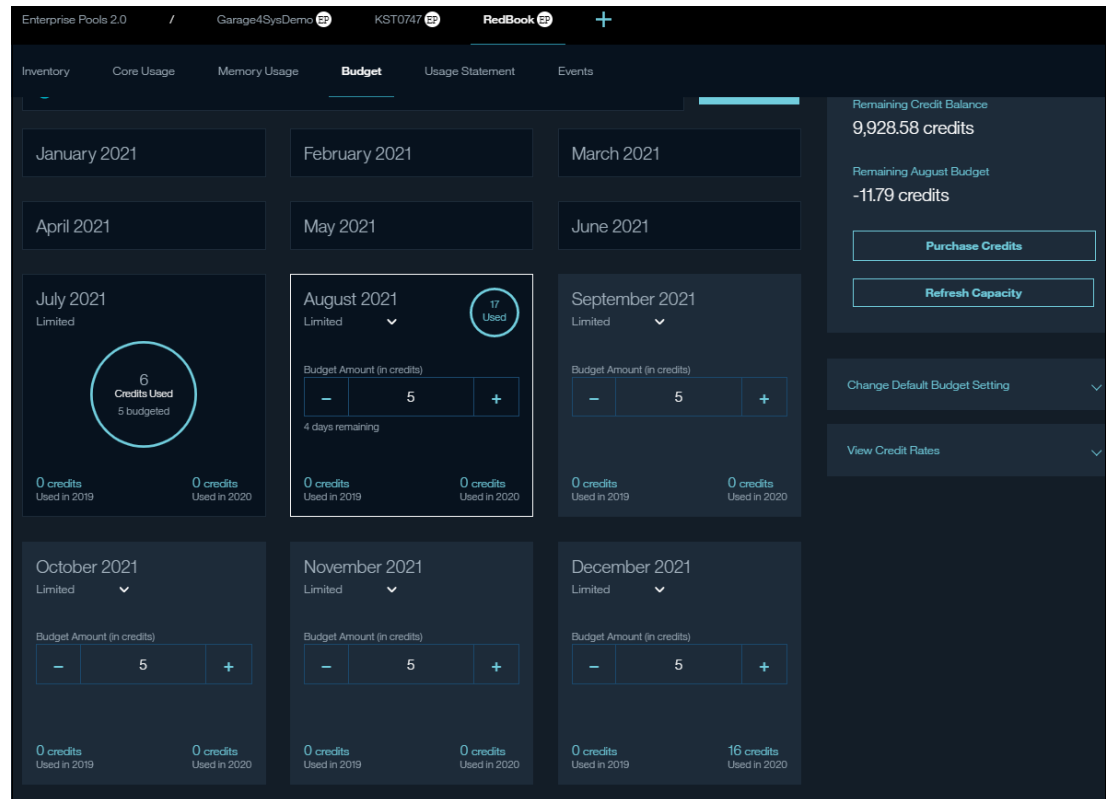 Enterprise Pools 2.0 / Garage4SysDemo EP KST0747 EP RedBook EP +
Inventory Core Usage Memory Usage Budget Usage Statement Events
Remaining Credit Balance
9,928.58 credits
Remaining August Budget
-11.79 credits
Purchase Credits
Refresh Capacity
Change Default Budget Setting
View Credit Rates
January 2021
February 2021
March 2021
April 2021
May 2021
June 2021
July 2021
Limited
6
Credits Used
5 budgeted
0 credits 0 credits
Used in 2019 Used in 2020
August 2021
Limited
17
Used
Budget Amount (in credits)
– 5 +
4 days remaining
0 credits 0 credits
Used in 2019 Used in 2020
September 2021
Limited
Budget Amount (in credits)
– 5 +
0 credits 0 credits
Used in 2019 Used in 2020
October 2021
Limited
Budget Amount (in credits)
– 5 +
0 credits 0 credits
Used in 2019 Used in 2020
November 2021
Limited
Budget Amount (in credits)
– 5 +
0 credits 0 credits
Used in 2019 Used in 2020
December 2021
Limited
Budget Amount (in credits)
– 5 +
0 credits 16 credits
Used in 2019 Used in 2020